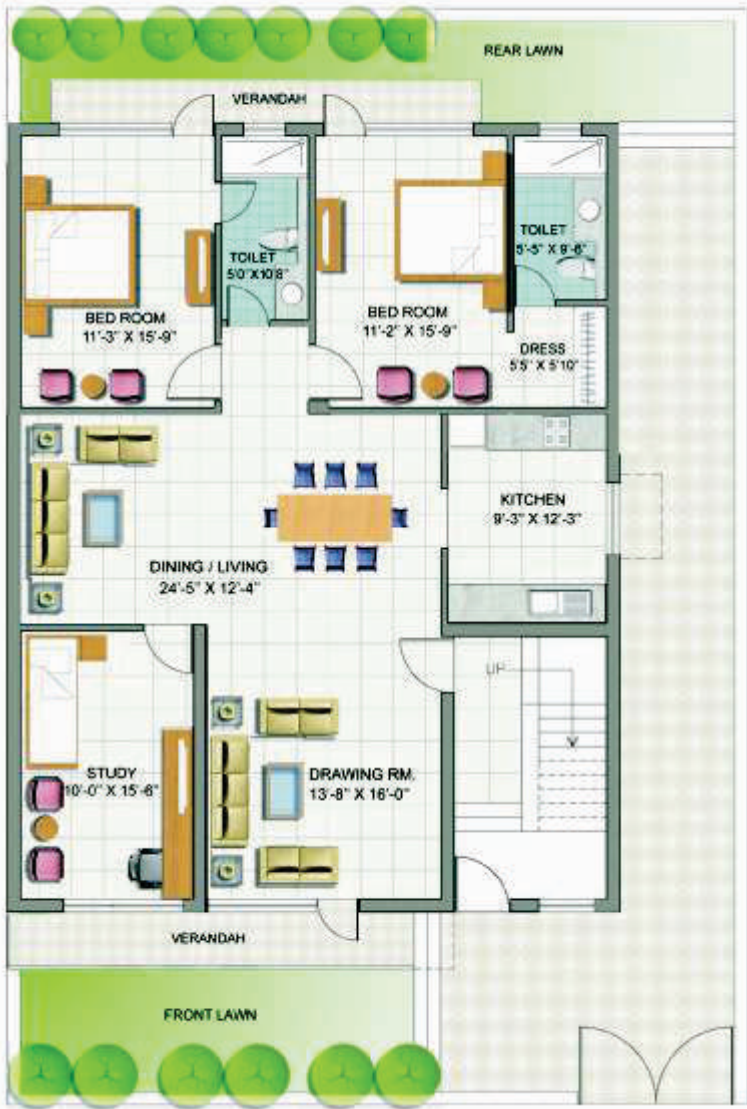 REAR LAWN
VERANDAH
TOILET
5'0" X10'8"
TOILET
5'-5" X 9'-6"
BED ROOM
11'-3" X 15'-9"
BED ROOM
11'-2" X 15'-9"
DRESS
5'5" X 5'10"
KITCHEN
9'-3" X 12'-3"
DINING / LIVING
24'-5" X 12'-4"
UP
STUDY
10'-0" X 15'-6"
DRAWING RM.
13'-8" X 16'-0"
VERANDAH
FRONT LAWN